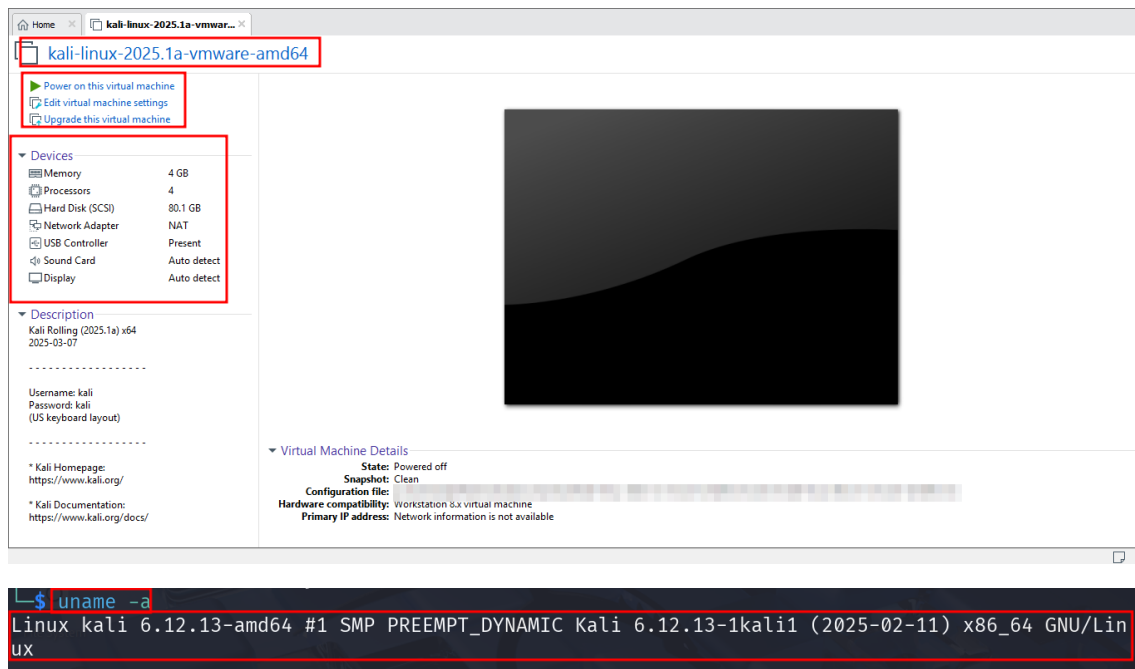 Home × kali-linux-2025.1a-vmwar... ×
kali-linux-2025.1a-vmware-amd64
Power on this virtual machine
Edit virtual machine settings
Upgrade this virtual machine
Devices
Memory 4 GB
Processors 4
Hard Disk (SCSI) 80.1 GB
Network Adapter NAT
USB Controller Present
Sound Card Auto detect
Display Auto detect
Description
Kali Rolling (2025.1a) x64
2025-03-07
- - - - - - - - - - - - - - - - - -
Username: kali
Password: kali
(US keyboard layout)
- - - - - - - - - - - - - - - - - -
* Kali Homepage:
https://www.kali.org/
* Kali Documentation:
https://www.kali.org/docs/
Virtual Machine Details
State: Powered off
Snapshot: Clean
Configuration file:
Hardware compatibility: Workstation 8.x virtual machine
Primary IP address: Network information is not available
└─$ uname -a
Linux kali 6.12.13-amd64 #1 SMP PREEMPT_DYNAMIC Kali 6.12.13-1kali1 (2025-02-11) x86_64 GNU/Lin
ux